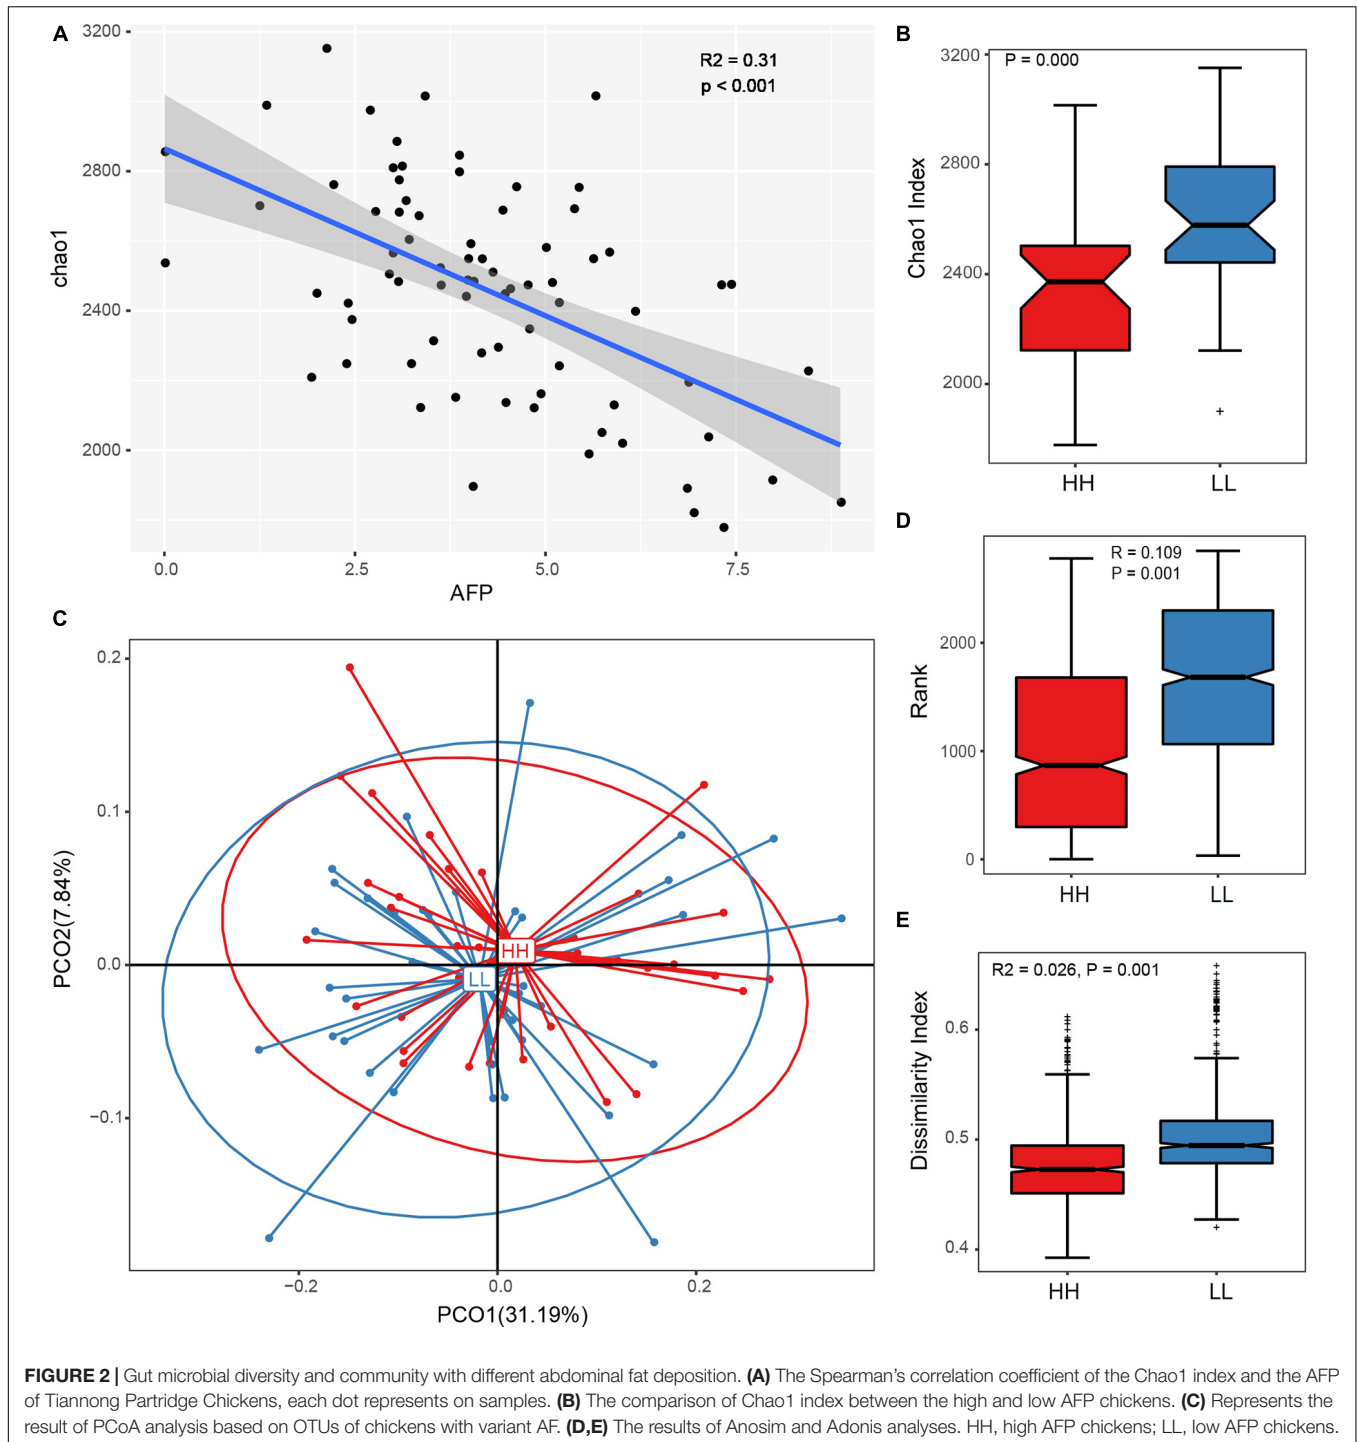 A
3200
2800
2400
2000
chao1
R2 = 0.31
p < 0.001
0.0 2.5 5.0 7.5
AFP
B
3200
2800
2400
2000
Chao1 Index
P = 0.000
HH LL
C
0.2
0.1
0.0
−0.1
PCO2(7.84%)
HH
LL
−0.2 0.0 0.2
PCO1(31.19%)
D
2000
1000
0
Rank
R = 0.109
P = 0.001
HH LL
E
0.6
0.5
0.4
Dissimilarity Index
R2 = 0.026, P = 0.001
HH LL
FIGURE 2 | Gut microbial diversity and community with different abdominal fat deposition. (A) The Spearman's correlation coefficient of the Chao1 index and the AFP
of Tiannong Partridge Chickens, each dot represents on samples. (B) The comparison of Chao1 index between the high and low AFP chickens. (C) Represents the
result of PCoA analysis based on OTUs of chickens with variant AF. (D,E) The results of Anosim and Adonis analyses. HH, high AFP chickens; LL, low AFP chickens.